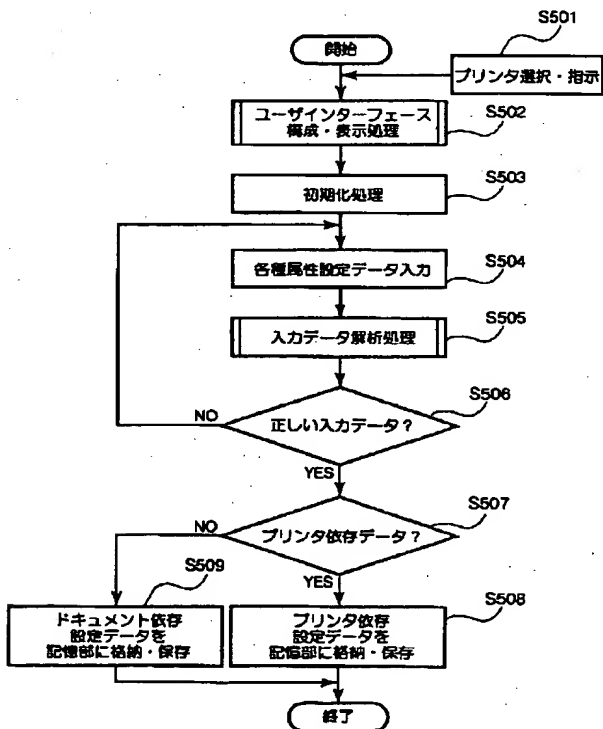 S501
開始
プリンタ選択・指示
ユーザインターフェース
構成・表示処理
S502
初期化処理
S503
各種属性設定データ入力
S504
入力データ解析処理
S505
正しい入力データ?
S506
NO
YES
プリンタ依存データ?
S507
NO
YES
S509
ドキュメント依存
設定データを
記憶部に格納・保存
プリンタ依存
設定データを
記憶部に格納・保存
S508
終了